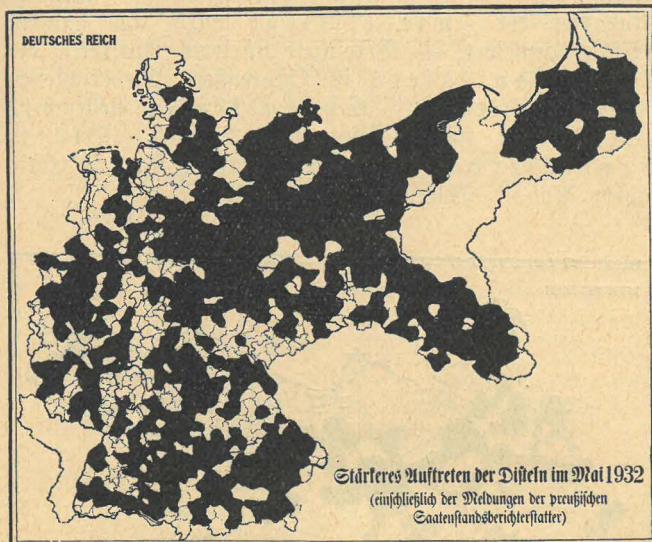 DEUTSCHES REICH
Stärkeres Auftreten der Disteln im Mai 1932
(einschließlich der Meldungen der preußischen
Saatenstandsberichterstatter)